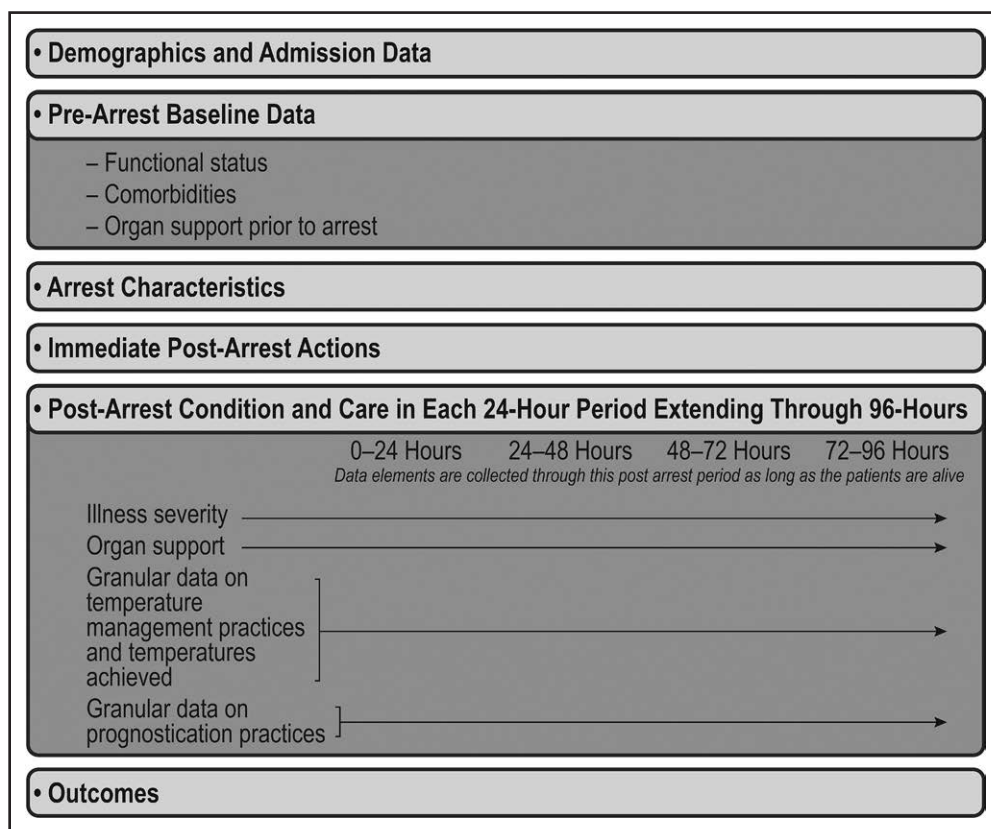 • Demographics and Admission Data
• Pre-Arrest Baseline Data
– Functional status
– Comorbidities
– Organ support prior to arrest
• Arrest Characteristics
• Immediate Post-Arrest Actions
• Post-Arrest Condition and Care in Each 24-Hour Period Extending Through 96-Hours
0–24 Hours 24–48 Hours 48–72 Hours 72–96 Hours
Data elements are collected through this post arrest period as long as the patients are alive
Illness severity
Organ support
Granular data on
temperature
management practices
and temperatures
achieved
Granular data on
prognostication practices
• Outcomes